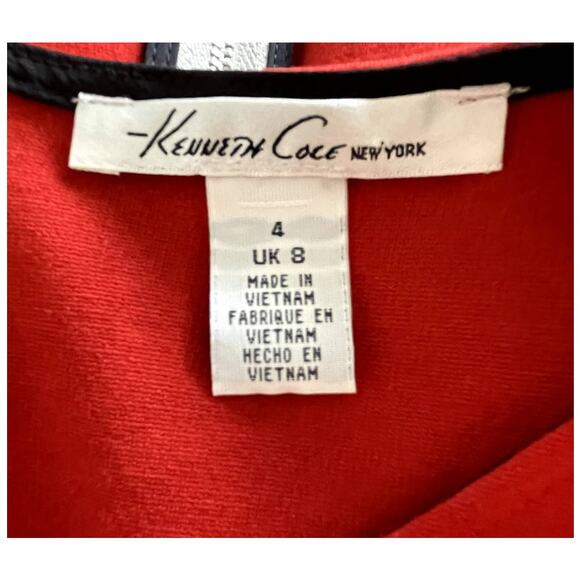 -KENNETH COLE NEW YORK
4
UK 8
MADE IN
VIETNAM
FABRIQUE EN
VIETNAM
HECHO EN
VIETNAM